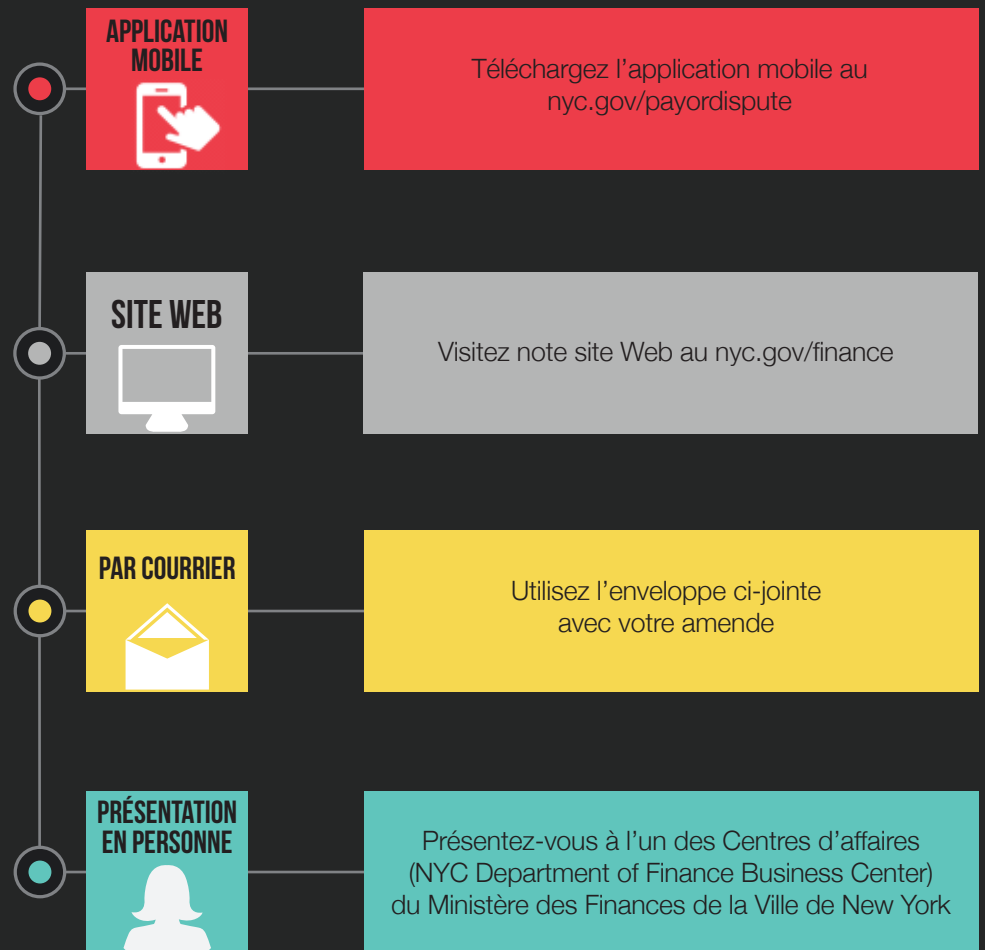 APPLICATION
MOBILE
Téléchargez l'application mobile au
nyc.gov/payordispute
SITE WEB
Visitez note site Web au nyc.gov/finance
PAR COURRIER
Utilisez l'enveloppe ci-jointe
avec votre amende
PRÉSENTATION
EN PERSONNE
Présentez-vous à l'un des Centres d'affaires
(NYC Department of Finance Business Center)
du Ministère des Finances de la Ville de New York